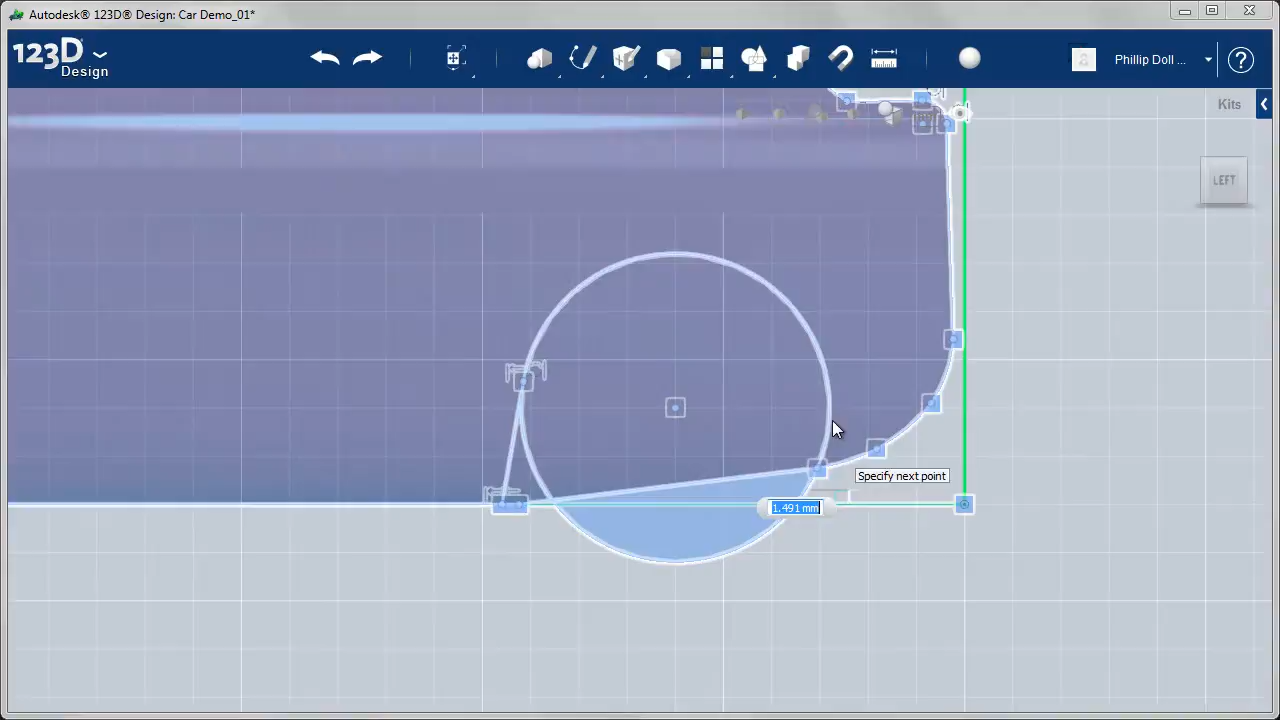 Autodesk® 123D® Design: Car Demo_01*
123D
Design
Phillip Doll ...
?
Kits
LEFT
Specify next point
1.491 mm